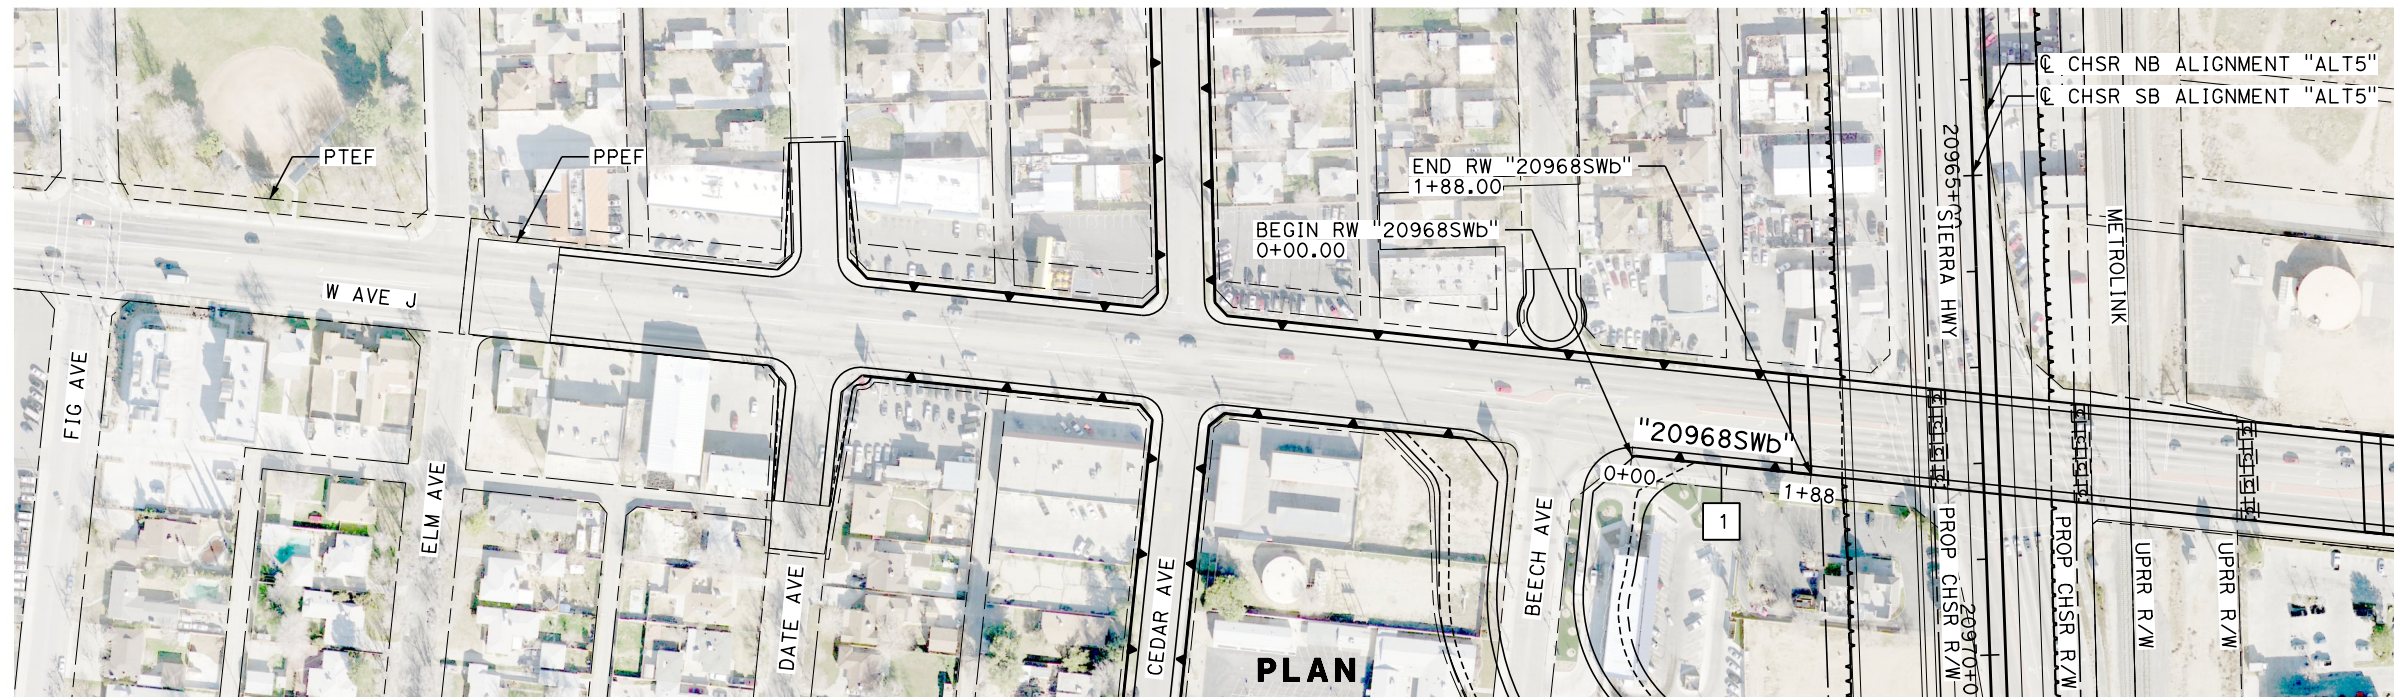 ℄ CHSR NB ALIGNMENT "ALT5"
℄ CHSR SB ALIGNMENT "ALT5"
PTEF
PPEF
END RW "20968SWb"
1+88.00
BEGIN RW "20968SWb"
0+00.00
20965+00
SIERRA HWY
METROLINK
W AVE J
FIG AVE
ELM AVE
DATE AVE
CEDAR AVE
BEECH AVE
"20968SWb"
0+00
1+88
1
PROP CHSR R/W
20970+0
PROP CHSR R/W
UPRR R/W
UPRR R/W
PLAN